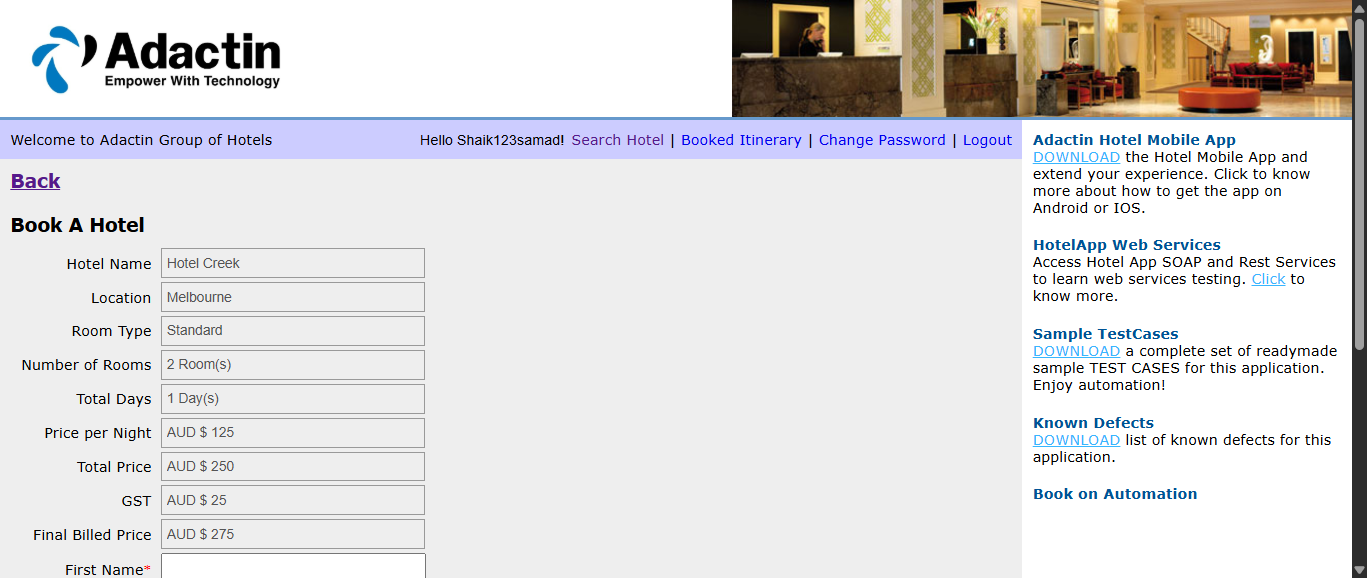 Adactin
Empower With Technology
Welcome to Adactin Group of Hotels
Hello Shaik123samad! Search Hotel | Booked Itinerary | Change Password | Logout
Back
Book A Hotel
Hotel Name Hotel Creek
Location Melbourne
Room Type Standard
Number of Rooms 2 Room(s)
Total Days 1 Day(s)
Price per Night AUD $ 125
Total Price AUD $ 250
GST AUD $ 25
Final Billed Price AUD $ 275
First Name*
Adactin Hotel Mobile App
DOWNLOAD the Hotel Mobile App and
extend your experience. Click to know
more about how to get the app on
Android or IOS.
HotelApp Web Services
Access Hotel App SOAP and Rest Services
to learn web services testing. Click to
know more.
Sample TestCases
DOWNLOAD a complete set of readymade
sample TEST CASES for this application.
Enjoy automation!
Known Defects
DOWNLOAD list of known defects for this
application.
Book on Automation